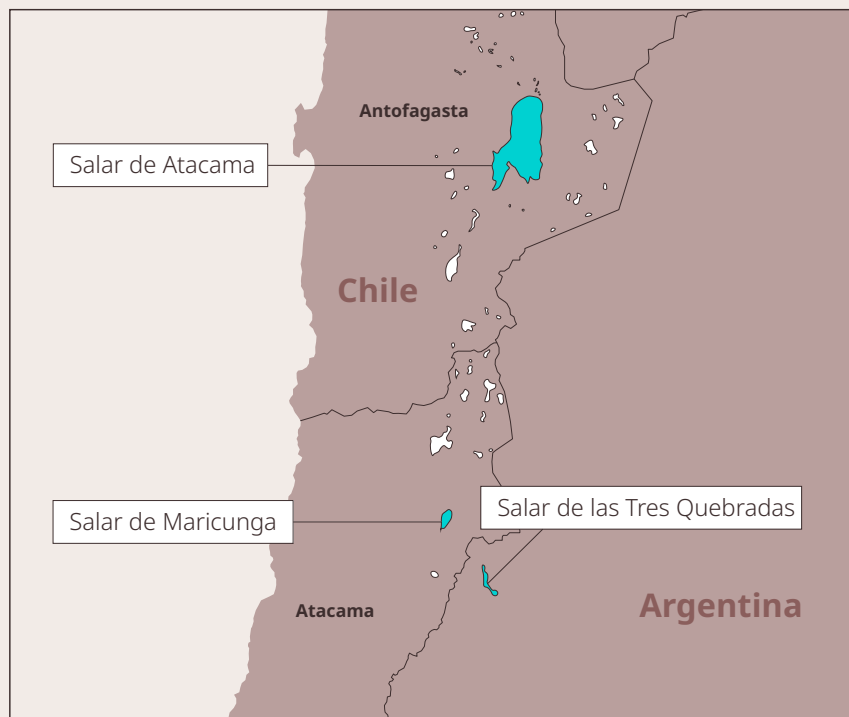 Antofagasta
Salar de Atacama
Chile
Salar de las Tres Quebradas
Salar de Maricunga
Argentina
Atacama